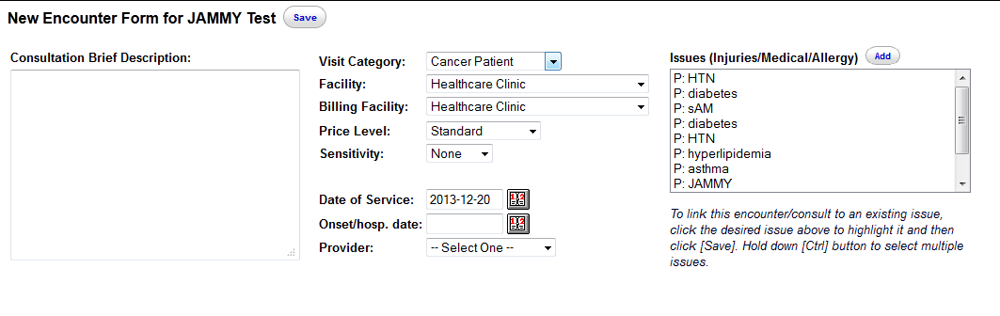 New Encounter Form for JAMMY Test Save
Consultation Brief Description:
Visit Category: Cancer Patient
Facility: Healthcare Clinic
Billing Facility: Healthcare Clinic
Price Level: Standard
Sensitivity: None
Date of Service: 2013-12-20
Onset/hosp. date:
Provider: -- Select One --
Issues (Injuries/Medical/Allergy) Add
P: HTN
P: diabetes
P: sAM
P: diabetes
P: HTN
P: hyperlipidemia
P: asthma
P: JAMMY
To link this encounter/consult to an existing issue,
click the desired issue above to highlight it and then
click [Save]. Hold down [Ctrl] button to select multiple
issues.